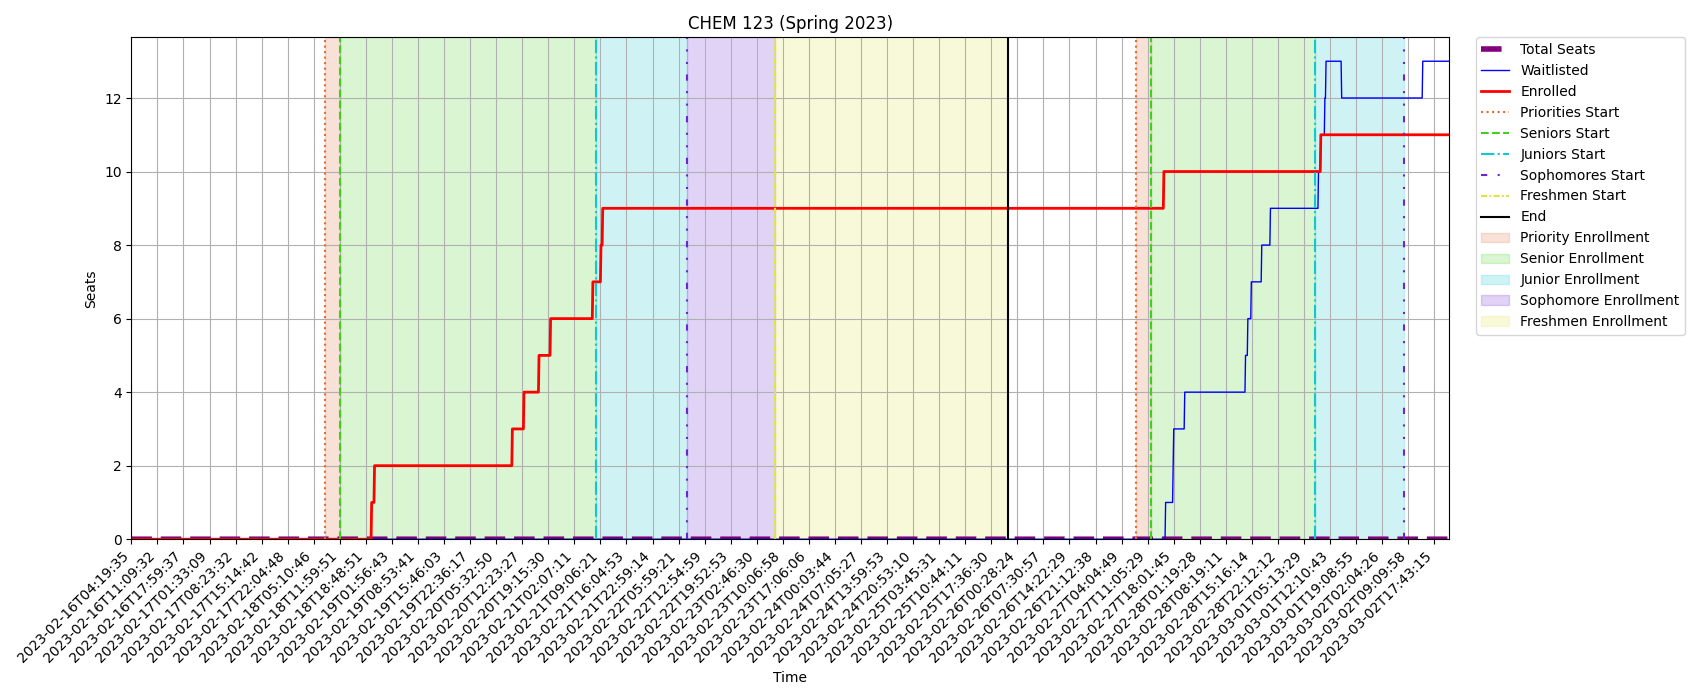 CHEM 123 (Spring 2023)
Seats
12
10
8
6
4
2
0
2023-02-16T04:19:35
2023-02-16T11:09:32
2023-02-16T17:59:37
2023-02-17T01:33:09
2023-02-17T08:23:32
2023-02-17T15:14:42
2023-02-17T22:04:48
2023-02-18T05:10:46
2023-02-18T11:59:51
2023-02-18T18:48:51
2023-02-19T01:56:43
2023-02-19T08:53:41
2023-02-19T15:46:03
2023-02-19T22:36:17
2023-02-20T05:32:50
2023-02-20T12:23:27
2023-02-20T19:15:30
2023-02-21T02:07:11
2023-02-21T09:06:21
2023-02-21T16:04:53
2023-02-21T22:59:14
2023-02-22T05:59:21
2023-02-22T12:54:59
2023-02-22T19:52:53
2023-02-23T02:46:30
2023-02-23T10:06:58
2023-02-23T17:06:06
2023-02-24T00:03:44
2023-02-24T07:05:27
2023-02-24T13:59:53
2023-02-24T20:53:10
2023-02-25T03:45:31
2023-02-25T10:44:11
2023-02-25T17:36:30
2023-02-26T00:28:24
2023-02-26T07:30:57
2023-02-26T14:22:29
2023-02-26T21:12:38
2023-02-27T04:04:49
2023-02-27T11:05:29
2023-02-27T18:01:45
2023-02-28T01:19:28
2023-02-28T08:19:11
2023-02-28T15:16:14
2023-02-28T22:12:12
2023-03-01T05:13:29
2023-03-01T12:10:43
2023-03-01T19:08:55
2023-03-02T02:04:26
2023-03-02T09:09:58
2023-03-02T17:43:15
Time
Total Seats
Waitlisted
Enrolled
Priorities Start
Seniors Start
Juniors Start
Sophomores Start
Freshmen Start
End
Priority Enrollment
Senior Enrollment
Junior Enrollment
Sophomore Enrollment
Freshmen Enrollment